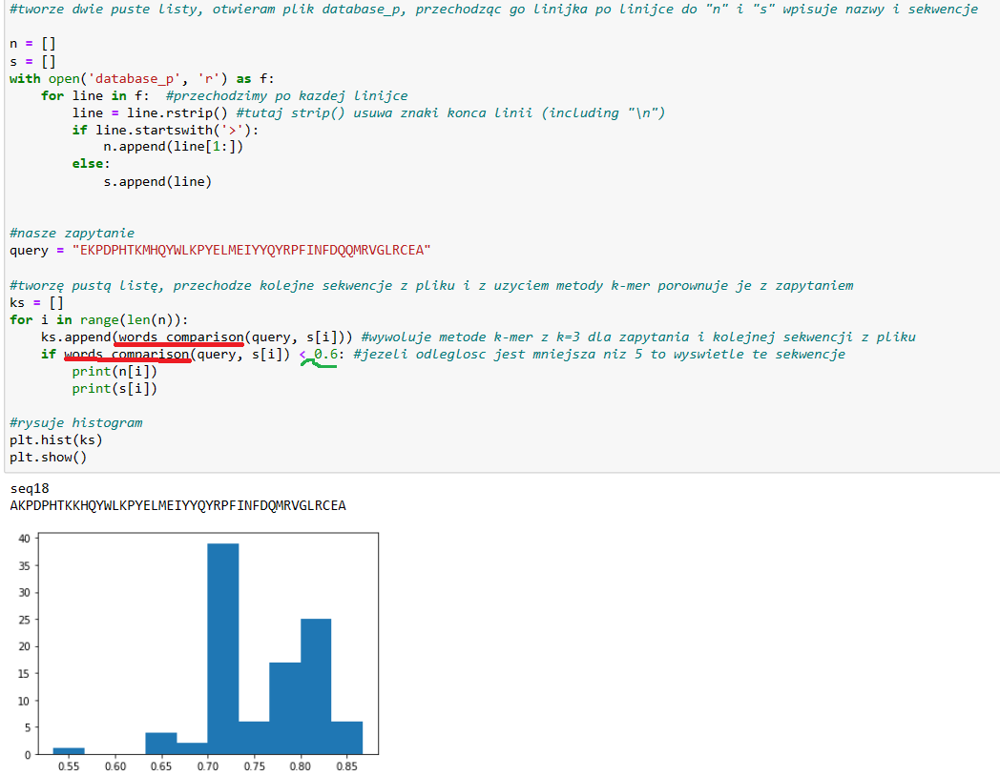 #tworze dwie puste listy, otwieram plik database_p, przechodząc go linijka po linijce do "n" i "s" wpisuje nazwy i sekwencje
n = []
s = []
with open('database_p', 'r') as f:
    for line in f:  #przechodzimy po kazdej linijce
        line = line.rstrip() #tutaj strip() usuwa znaki konca linii (including "\n")
        if line.startswith('>'):
            n.append(line[1:])
        else:
            s.append(line)
#nasze zapytanie
query = "EKPDPHTKMHQYWLKPYELMEIYYQYRPFINFDQQMRVGLRCEA"
#tworzę pustą listę, przechodze kolejne sekwencje z pliku i z uzyciem metody k-mer porownuje je z zapytaniem
ks = []
for i in range(len(n)):
    ks.append(words_comparison(query, s[i])) #wywoluje metode k-mer z k=3 dla zapytania i kolejnej sekwencji z pliku
    if words_comparison(query, s[i]) < 0.6: #jezeli odleglosc jest mniejsza niz 5 to wyswietle te sekwencje
        print(n[i])
        print(s[i])
#rysuje histogram
plt.hist(ks)
plt.show()
seq18
AKPDPHTKKHQYWLKPYELMEIYYQYRPFINFDQMRVGLRCEA
40
35
30
25
20
15
10
5
0
0.55 0.60 0.65 0.70 0.75 0.80 0.85